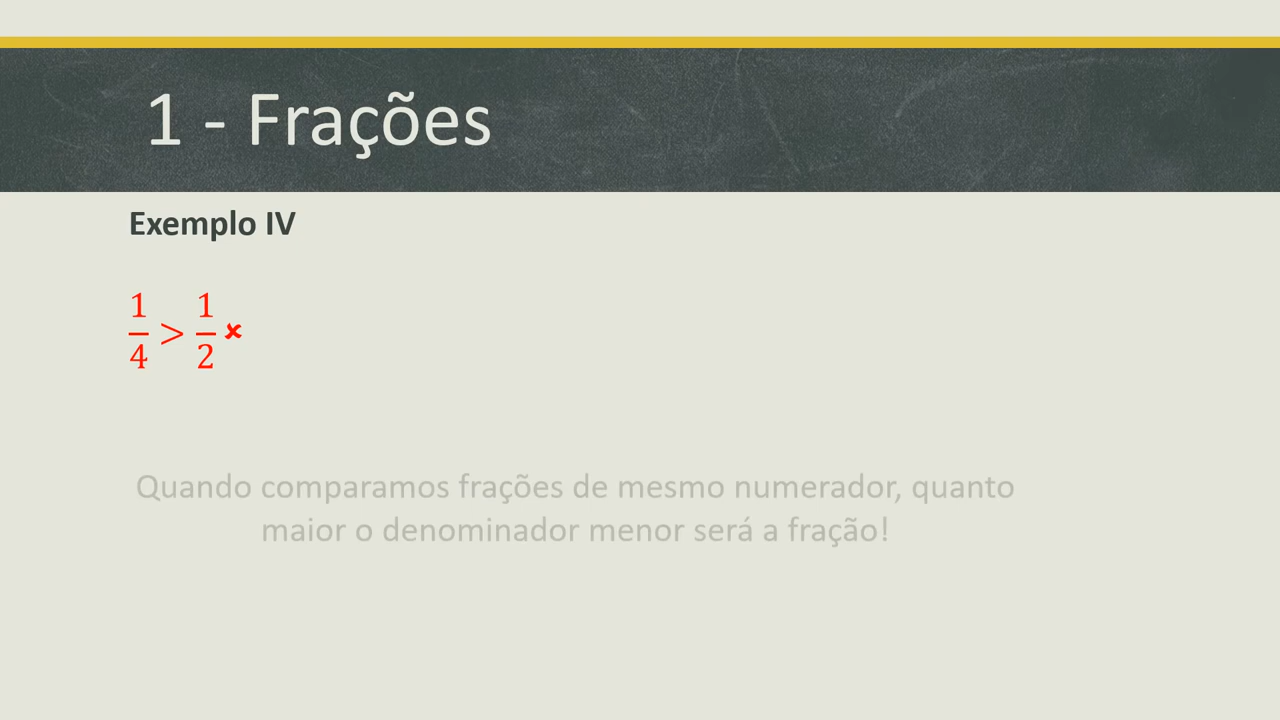 1 - Frações
Exemplo IV
1/4 > 1/2 ×
Quando comparamos frações de mesmo numerador, quanto
maior o denominador menor será a fração!